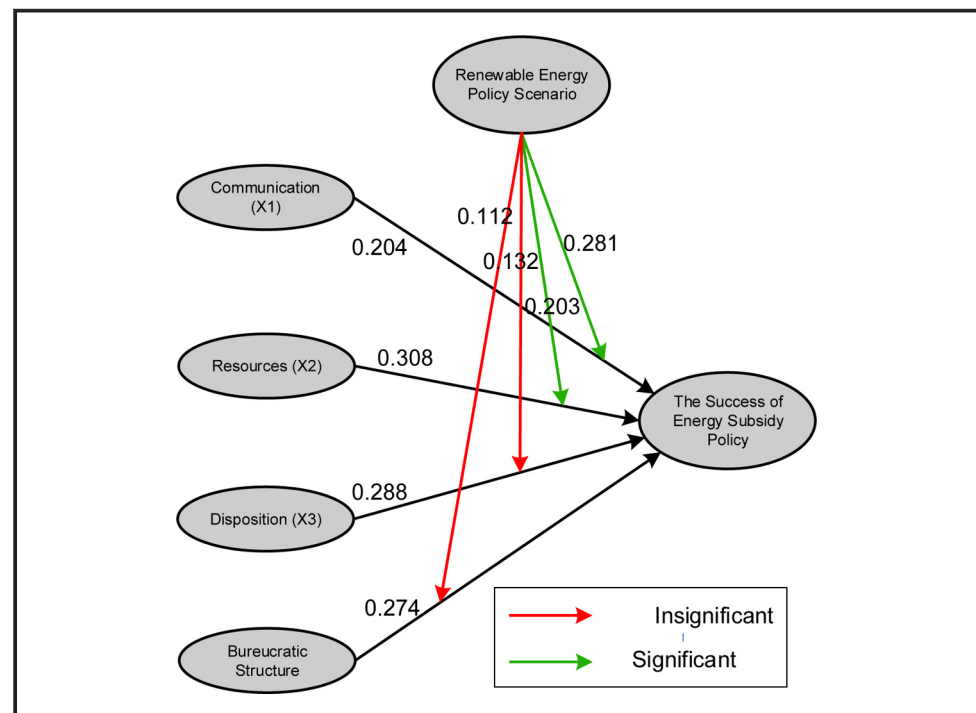 Renewable Energy
Policy Scenario
Communication
(X1)
0.204
0.112
0.132
0.281
0.203
Resources (X2)
0.308
The Success of
Energy Subsidy
Policy
Disposition (X3)
0.288
0.274
Bureucratic
Structure
Insignificant
Significant